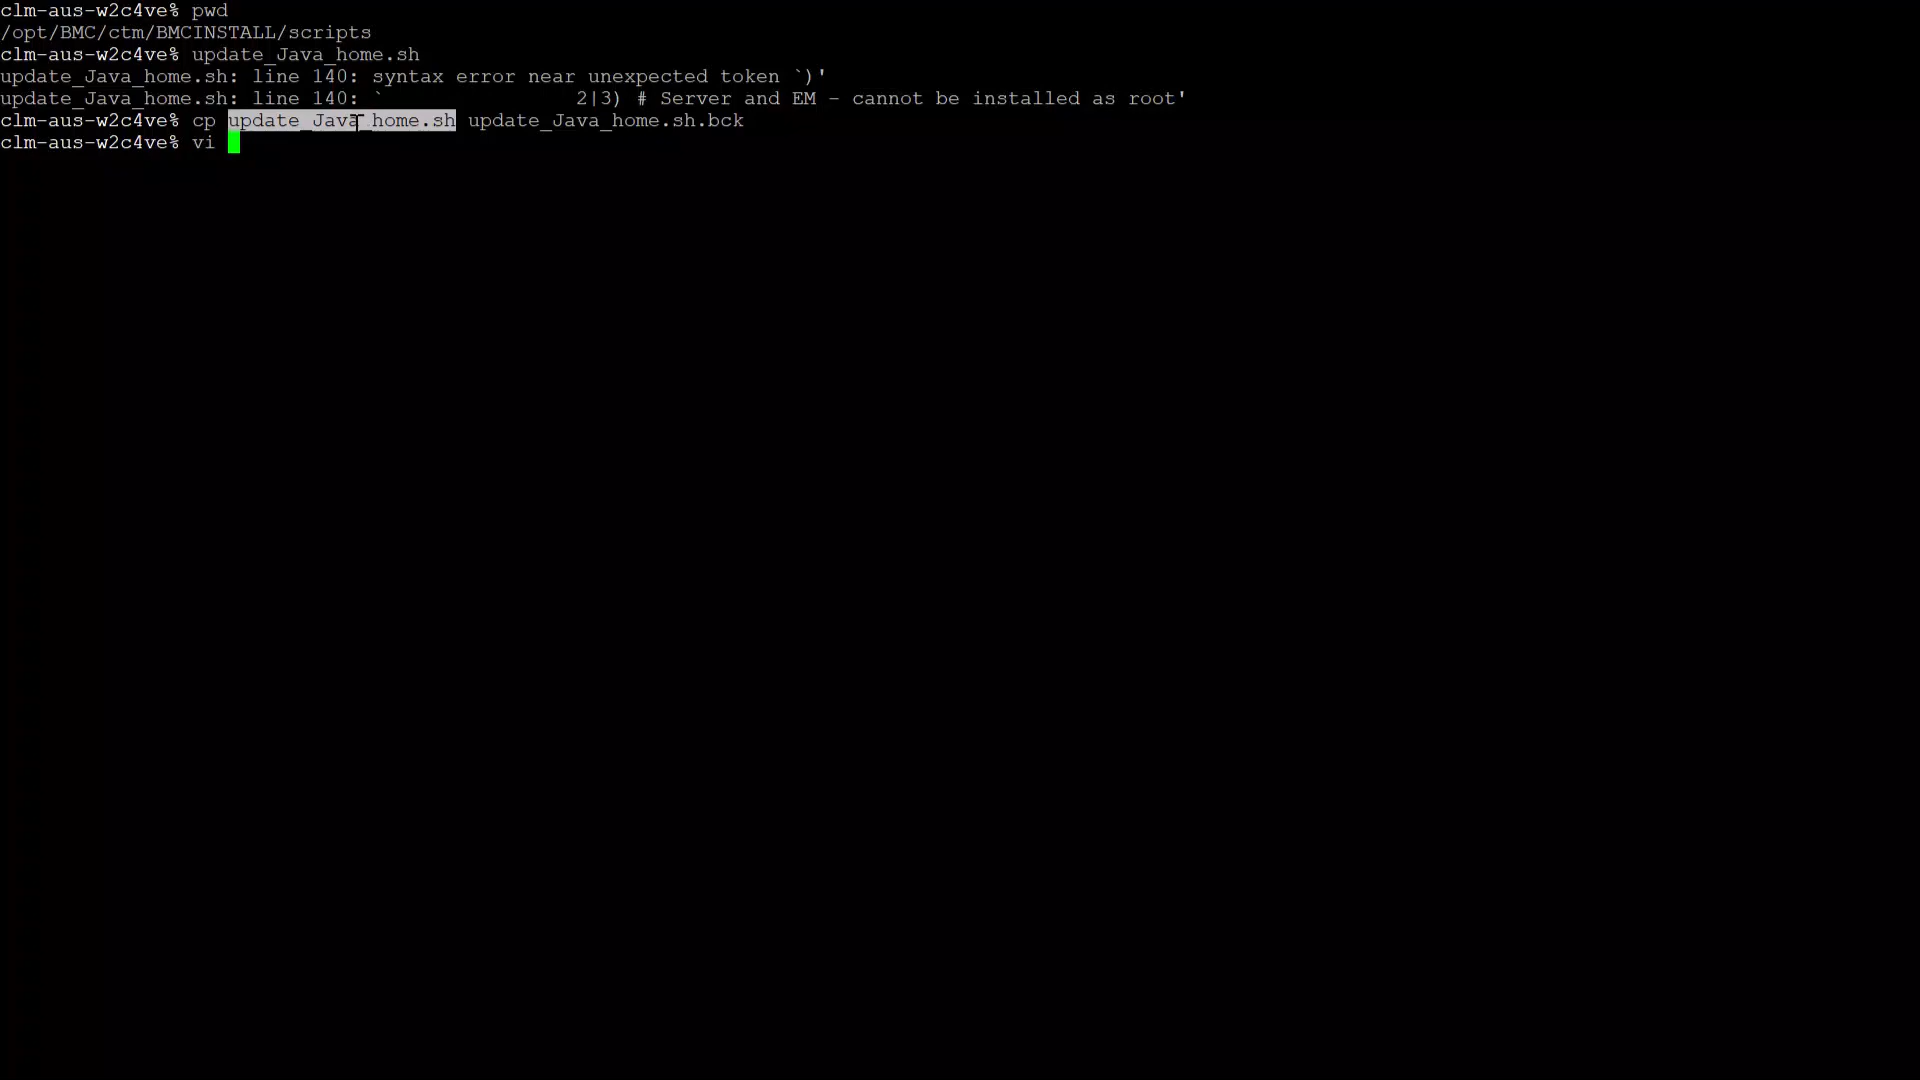 clm-aus-w2c4ve% pwd
/opt/BMC/ctm/BMCINSTALL/scripts
clm-aus-w2c4ve% update_Java_home.sh
update_Java_home.sh: line 140: syntax error near unexpected token `)'
update_Java_home.sh: line 140: `                2|3) # Server and EM - cannot be installed as root'
clm-aus-w2c4ve% cp update_Java_home.sh update_Java_home.sh.bck
clm-aus-w2c4ve% vi